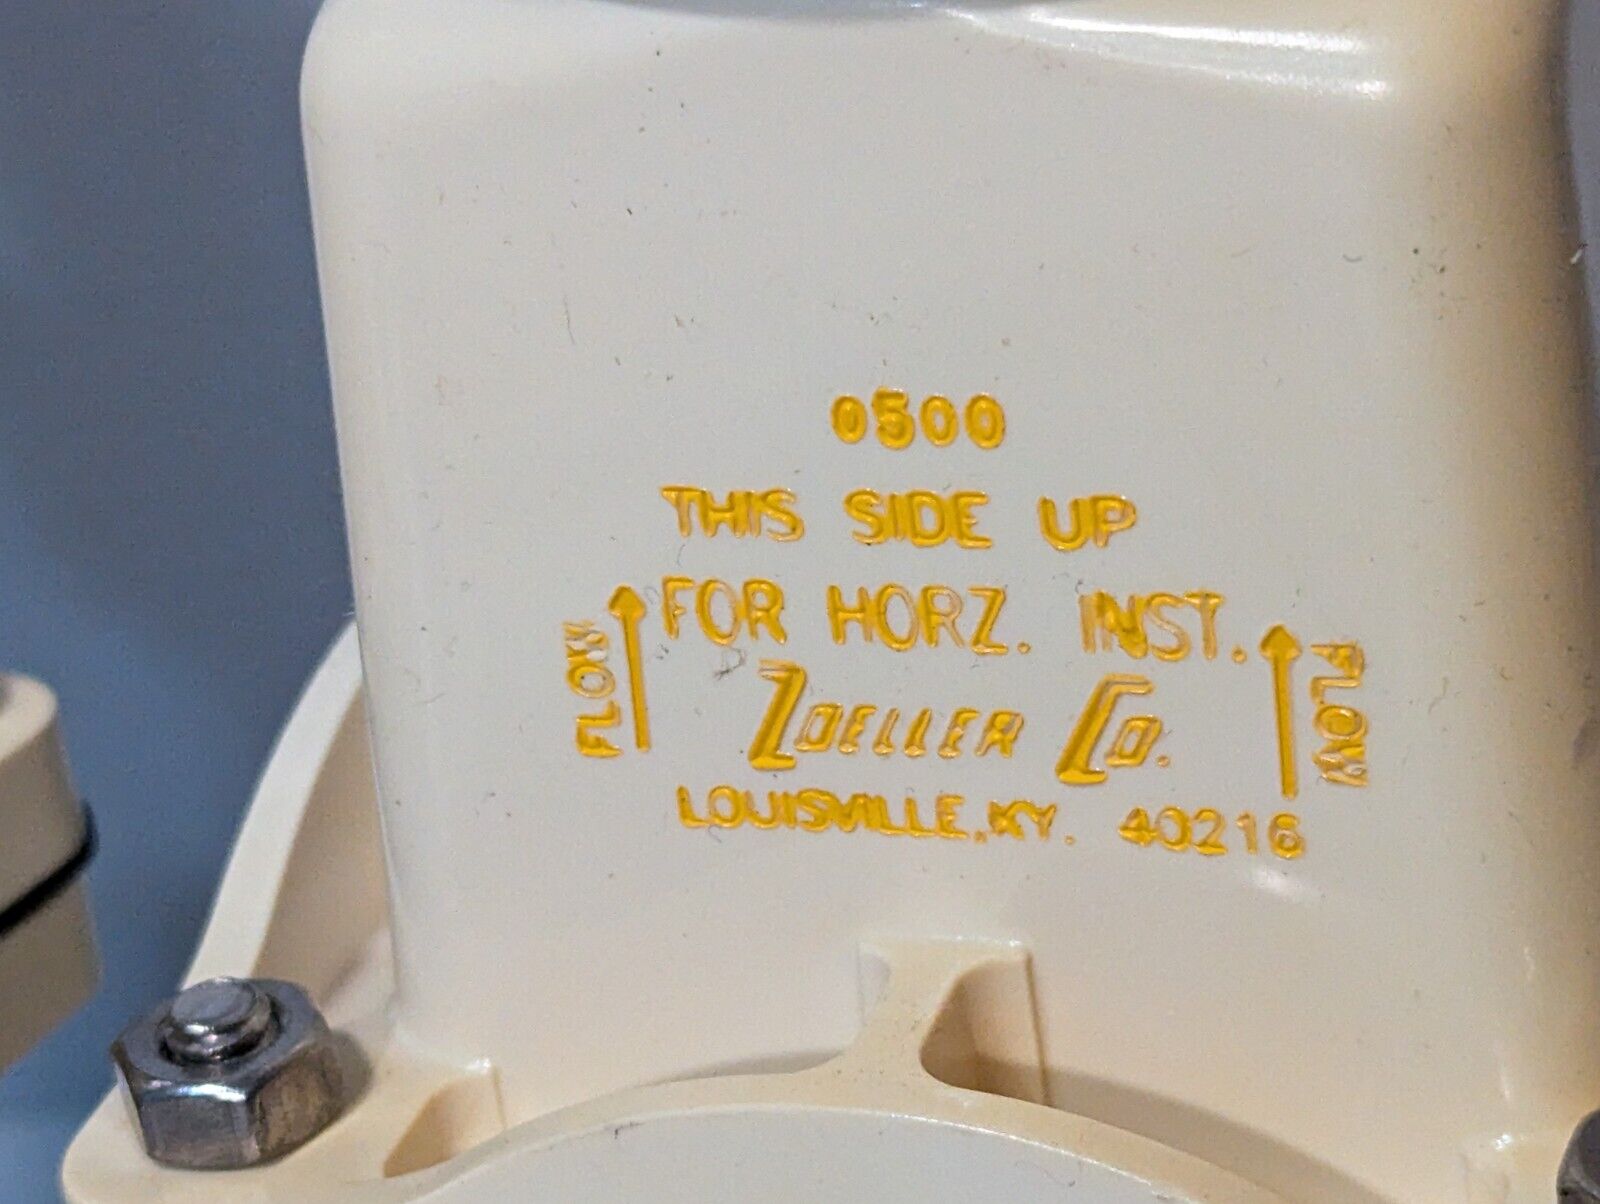 0500
THIS SIDE UP
FOR HORZ. INST.
FLOW
FLOW
ZOELLER CO.
LOUISVILLE, KY. 40216